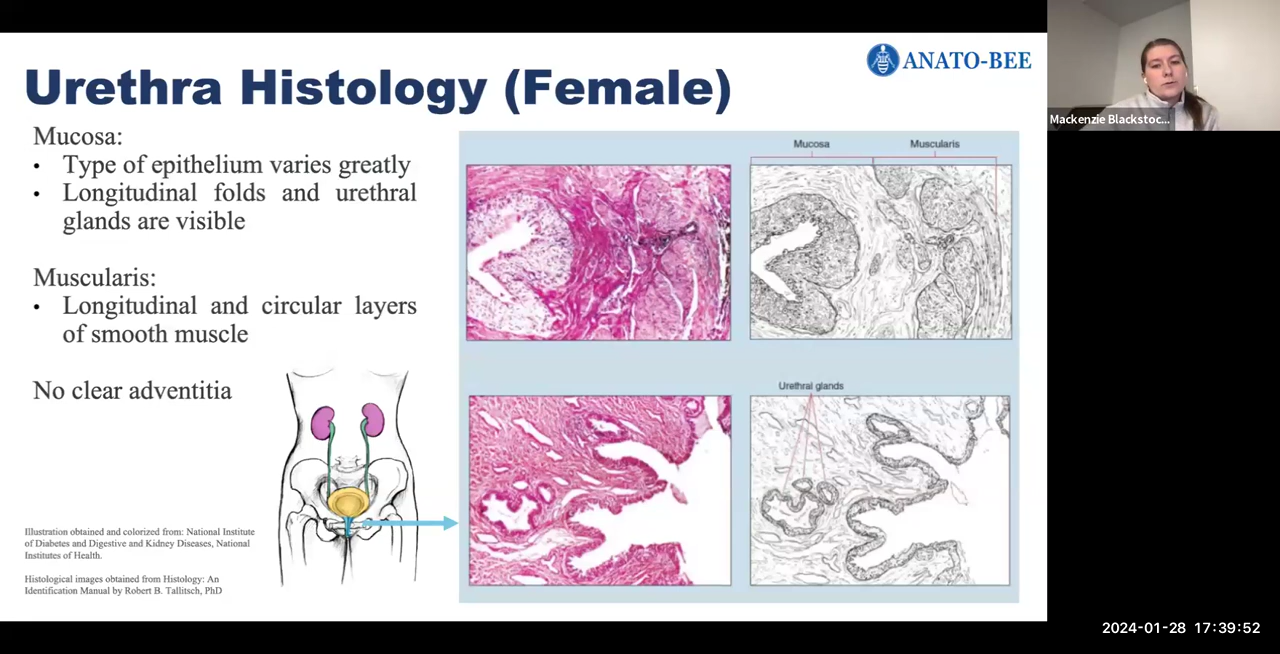 ANATO-BEE
Urethra Histology (Female)
Mucosa:
• Type of epithelium varies greatly
• Longitudinal folds and urethral
glands are visible
Muscularis:
• Longitudinal and circular layers
of smooth muscle
No clear adventitia
Illustration obtained and colorized from: National Institute
of Diabetes and Digestive and Kidney Diseases, National
Institutes of Health.
Histological images obtained from Histology: An
Identification Manual by Robert B. Tallitsch, PhD
Mucosa
Muscularis
Urethral glands
Mackenzie Blackstoc...
2024-01-28 17:39:52